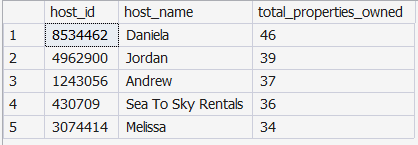 host_id host_name total_properties_owned
1 8534462 Daniela 46
2 4962900 Jordan 39
3 1243056 Andrew 37
4 430709 Sea To Sky Rentals 36
5 3074414 Melissa 34